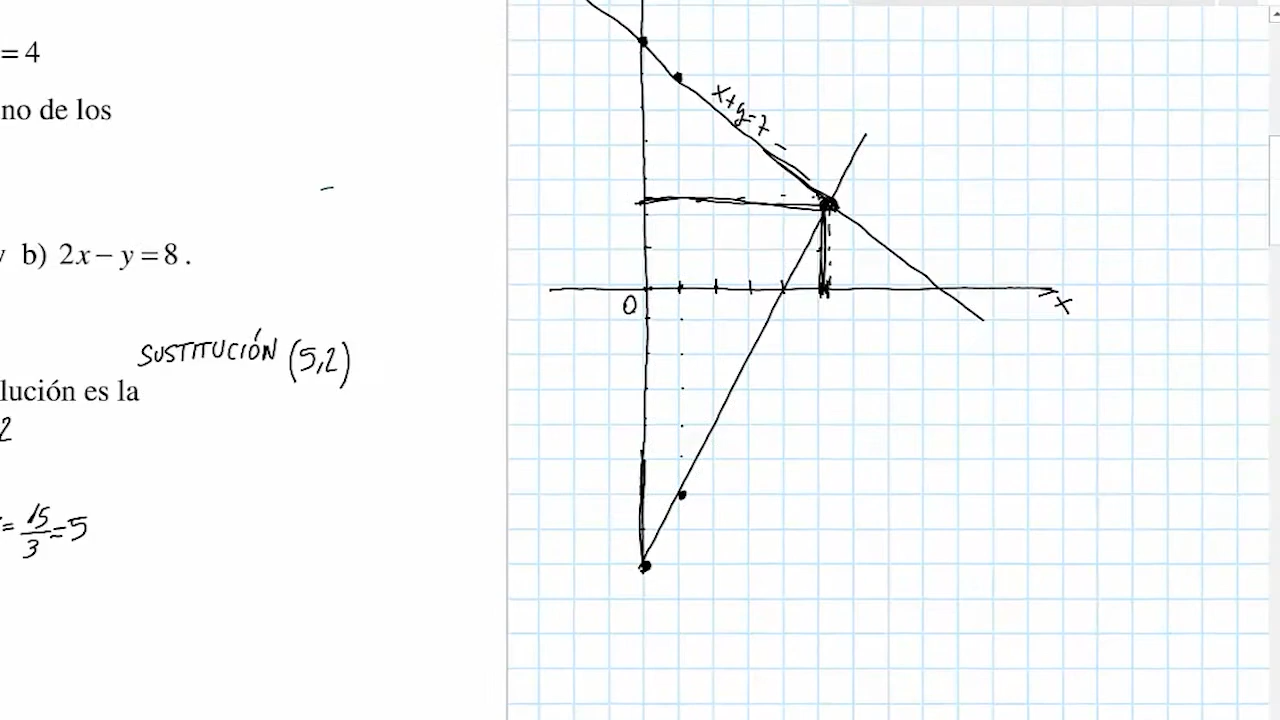 = 4
no de los
b) 2x − y = 8 .
SUSTITUCIÓN (5,2)
lución es la
2
= 15/3 = 5
x+y=7
0
x